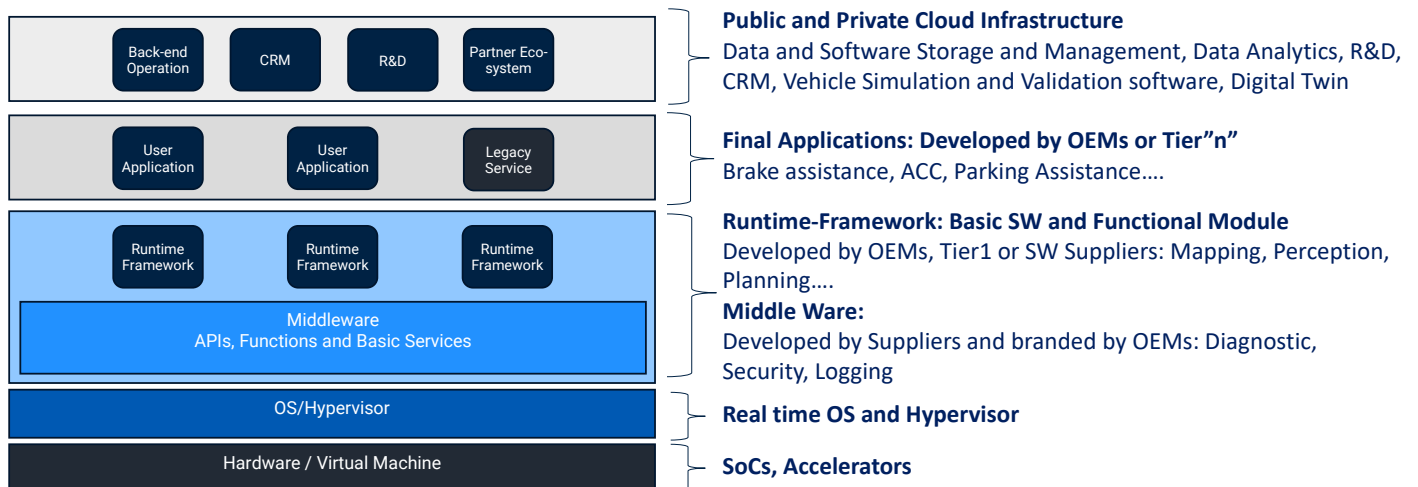 Back-end
Operation
CRM
R&D
Partner Eco-
system
Public and Private Cloud Infrastructure
Data and Software Storage and Management, Data Analytics, R&D,
CRM, Vehicle Simulation and Validation software, Digital Twin
User
Application
User
Application
Legacy
Service
Final Applications: Developed by OEMs or Tier”n”
Brake assistance, ACC, Parking Assistance….
Runtime
Framework
Runtime
Framework
Runtime
Framework
Middleware
APIs, Functions and Basic Services
Runtime-Framework: Basic SW and Functional Module
Developed by OEMs, Tier1 or SW Suppliers: Mapping, Perception,
Planning….
Middle Ware:
Developed by Suppliers and branded by OEMs: Diagnostic,
Security, Logging
OS/Hypervisor
Real time OS and Hypervisor
Hardware / Virtual Machine
SoCs, Accelerators